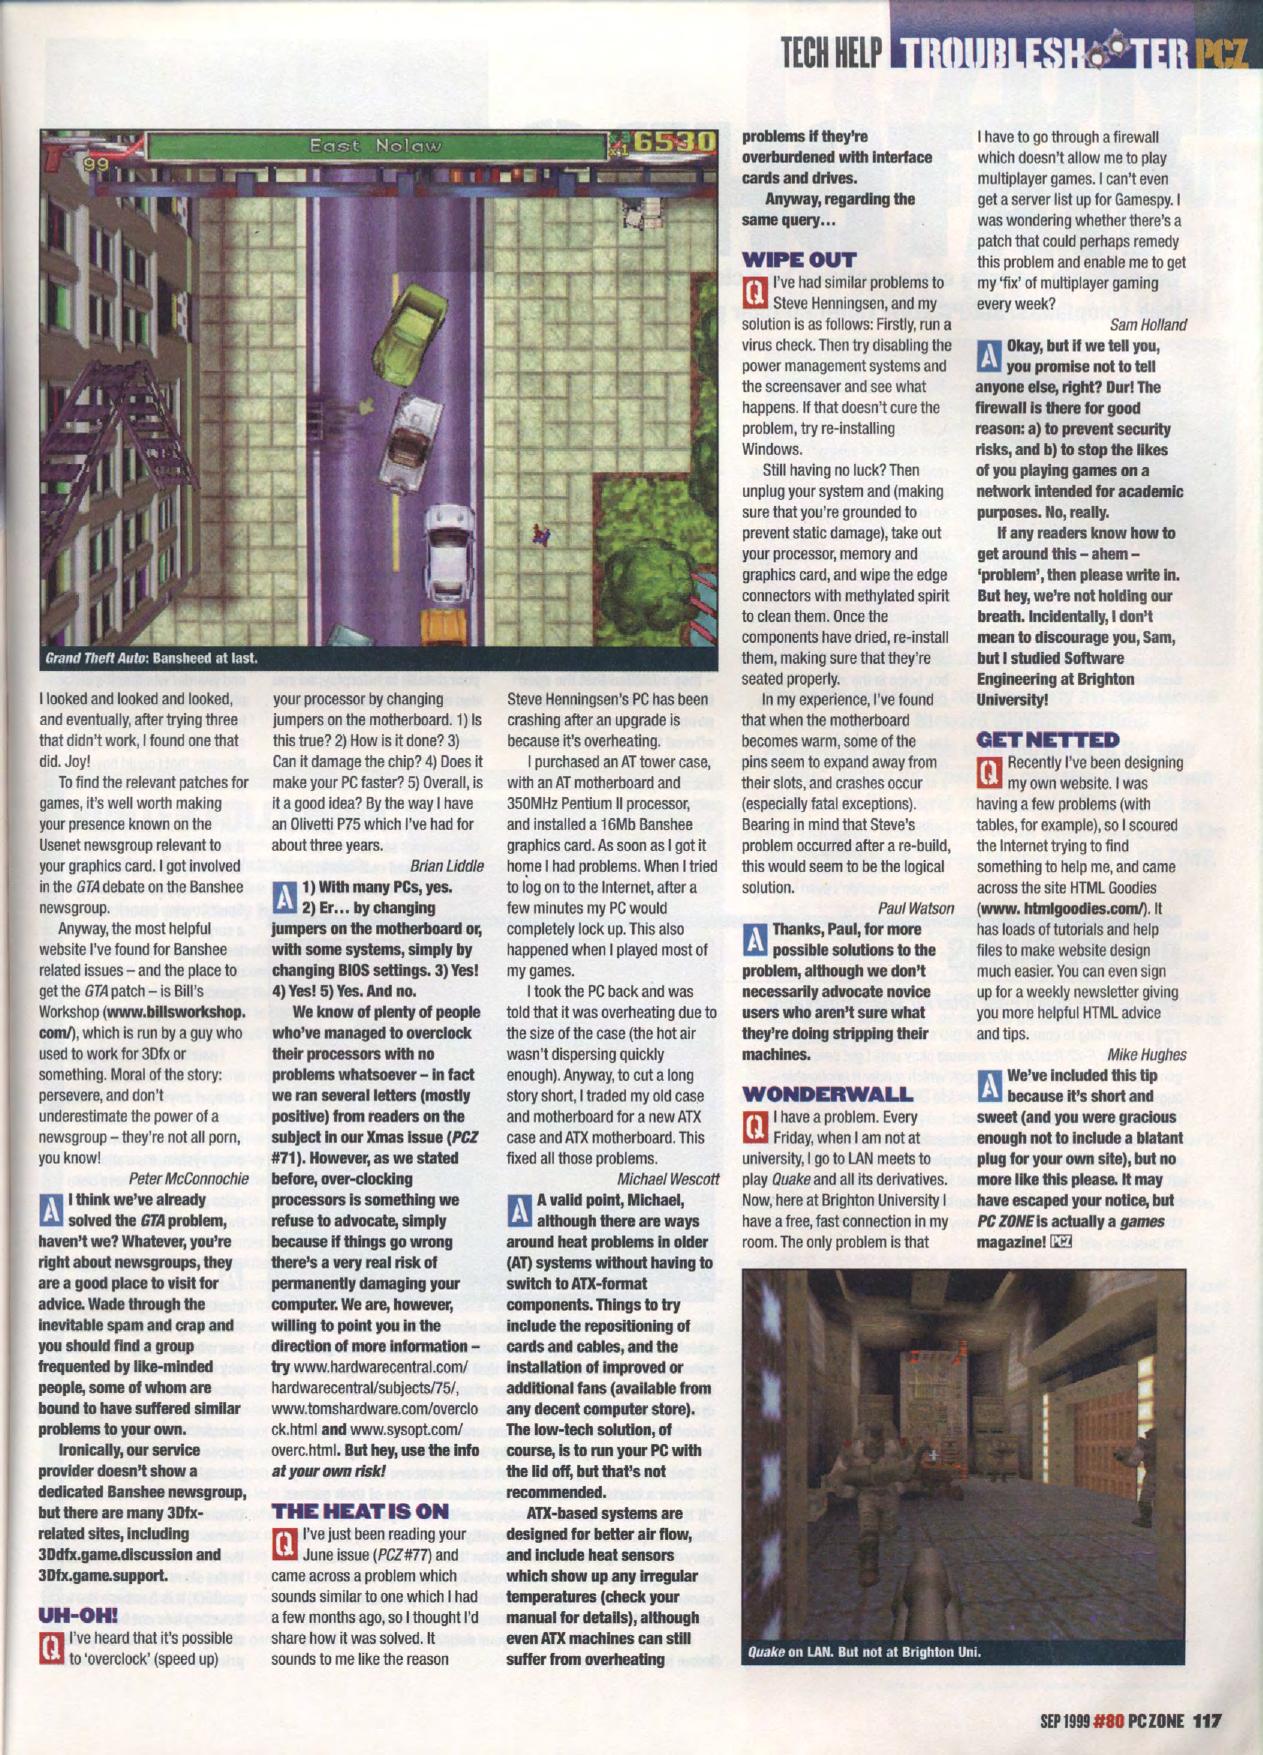 TECH HELP TROUBLESHOOTER PCZ
99
East Nolaw
x1 6530
Grand Theft Auto: Bansheed at last.
I looked and looked and looked,
and eventually, after trying three
that didn't work, I found one that
did. Joy!
To find the relevant patches for
games, it's well worth making
your presence known on the
Usenet newsgroup relevant to
your graphics card. I got involved
in the GTA debate on the Banshee
newsgroup.
Anyway, the most helpful
website I've found for Banshee
related issues – and the place to
get the GTA patch – is Bill's
Workshop (www.billsworkshop.
com/), which is run by a guy who
used to work for 3Dfx or
something. Moral of the story:
persevere, and don't
underestimate the power of a
newsgroup – they're not all porn,
you know!
Peter McConnochie
A I think we've already
solved the GTA problem,
haven't we? Whatever, you're
right about newsgroups, they
are a good place to visit for
advice. Wade through the
inevitable spam and crap and
you should find a group
frequented by like-minded
people, some of whom are
bound to have suffered similar
problems to your own.
Ironically, our service
provider doesn't show a
dedicated Banshee newsgroup,
but there are many 3Dfx-
related sites, including
3Ddfx.game.discussion and
3Dfx.game.support.
UH-OH!
Q I've heard that it's possible
to 'overclock' (speed up)
your processor by changing
jumpers on the motherboard. 1) Is
this true? 2) How is it done? 3)
Can it damage the chip? 4) Does it
make your PC faster? 5) Overall, is
it a good idea? By the way I have
an Olivetti P75 which I've had for
about three years.
Brian Liddle
A 1) With many PCs, yes.
2) Er... by changing
jumpers on the motherboard or,
with some systems, simply by
changing BIOS settings. 3) Yes!
4) Yes! 5) Yes. And no.
We know of plenty of people
who've managed to overclock
their processors with no
problems whatsoever – in fact
we ran several letters (mostly
positive) from readers on the
subject in our Xmas issue (PCZ
#71). However, as we stated
before, over-clocking
processors is something we
refuse to advocate, simply
because if things go wrong
there's a very real risk of
permanently damaging your
computer. We are, however,
willing to point you in the
direction of more information –
try www.hardwarecentral.com/
hardwarecentral/subjects/75/,
www.tomshardware.com/overclo
ck.html and www.sysopt.com/
overc.html. But hey, use the info
at your own risk!
THE HEAT IS ON
Q I've just been reading your
June issue (PCZ #77) and
came across a problem which
sounds similar to one which I had
a few months ago, so I thought I'd
share how it was solved. It
sounds to me like the reason
Steve Henningsen's PC has been
crashing after an upgrade is
because it's overheating.
I purchased an AT tower case,
with an AT motherboard and
350MHz Pentium II processor,
and installed a 16Mb Banshee
graphics card. As soon as I got it
home I had problems. When I tried
to log on to the Internet, after a
few minutes my PC would
completely lock up. This also
happened when I played most of
my games.
I took the PC back and was
told that it was overheating due to
the size of the case (the hot air
wasn't dispersing quickly
enough). Anyway, to cut a long
story short, I traded my old case
and motherboard for a new ATX
case and ATX motherboard. This
fixed all those problems.
Michael Wescott
A A valid point, Michael,
although there are ways
around heat problems in older
(AT) systems without having to
switch to ATX-format
components. Things to try
include the repositioning of
cards and cables, and the
installation of improved or
additional fans (available from
any decent computer store).
The low-tech solution, of
course, is to run your PC with
the lid off, but that's not
recommended.
ATX-based systems are
designed for better air flow,
and include heat sensors
which show up any irregular
temperatures (check your
manual for details), although
even ATX machines can still
suffer from overheating
problems if they're
overburdened with interface
cards and drives.
Anyway, regarding the
same query...
WIPE OUT
Q I've had similar problems to
Steve Henningsen, and my
solution is as follows: Firstly, run a
virus check. Then try disabling the
power management systems and
the screensaver and see what
happens. If that doesn't cure the
problem, try re-installing
Windows.
Still having no luck? Then
unplug your system and (making
sure that you're grounded to
prevent static damage), take out
your processor, memory and
graphics card, and wipe the edge
connectors with methylated spirit
to clean them. Once the
components have dried, re-install
them, making sure that they're
seated properly.
In my experience, I've found
that when the motherboard
becomes warm, some of the
pins seem to expand away from
their slots, and crashes occur
(especially fatal exceptions).
Bearing in mind that Steve's
problem occurred after a re-build,
this would seem to be the logical
solution.
Paul Watson
A Thanks, Paul, for more
possible solutions to the
problem, although we don't
necessarily advocate novice
users who aren't sure what
they're doing stripping their
machines.
WONDERWALL
Q I have a problem. Every
Friday, when I am not at
university, I go to LAN meets to
play Quake and all its derivatives.
Now, here at Brighton University I
have a free, fast connection in my
room. The only problem is that
I have to go through a firewall
which doesn't allow me to play
multiplayer games. I can't even
get a server list up for Gamespy. I
was wondering whether there's a
patch that could perhaps remedy
this problem and enable me to get
my 'fix' of multiplayer gaming
every week?
Sam Holland
A Okay, but if we tell you,
you promise not to tell
anyone else, right? Dur! The
firewall is there for good
reason: a) to prevent security
risks, and b) to stop the likes
of you playing games on a
network intended for academic
purposes. No, really.
If any readers know how to
get around this – ahem –
'problem', then please write in.
But hey, we're not holding our
breath. Incidentally, I don't
mean to discourage you, Sam,
but I studied Software
Engineering at Brighton
University!
GET NETTED
Q Recently I've been designing
my own website. I was
having a few problems (with
tables, for example), so I scoured
the Internet trying to find
something to help me, and came
across the site HTML Goodies
(www. htmlgoodies.com/). It
has loads of tutorials and help
files to make website design
much easier. You can even sign
up for a weekly newsletter giving
you more helpful HTML advice
and tips.
Mike Hughes
A We've included this tip
because it's short and
sweet (and you were gracious
enough not to include a blatant
plug for your own site), but no
more like this please. It may
have escaped your notice, but
PC ZONE is actually a games
magazine! PCZ
Quake on LAN. But not at Brighton Uni.
SEP 1999 #80 PC ZONE 117